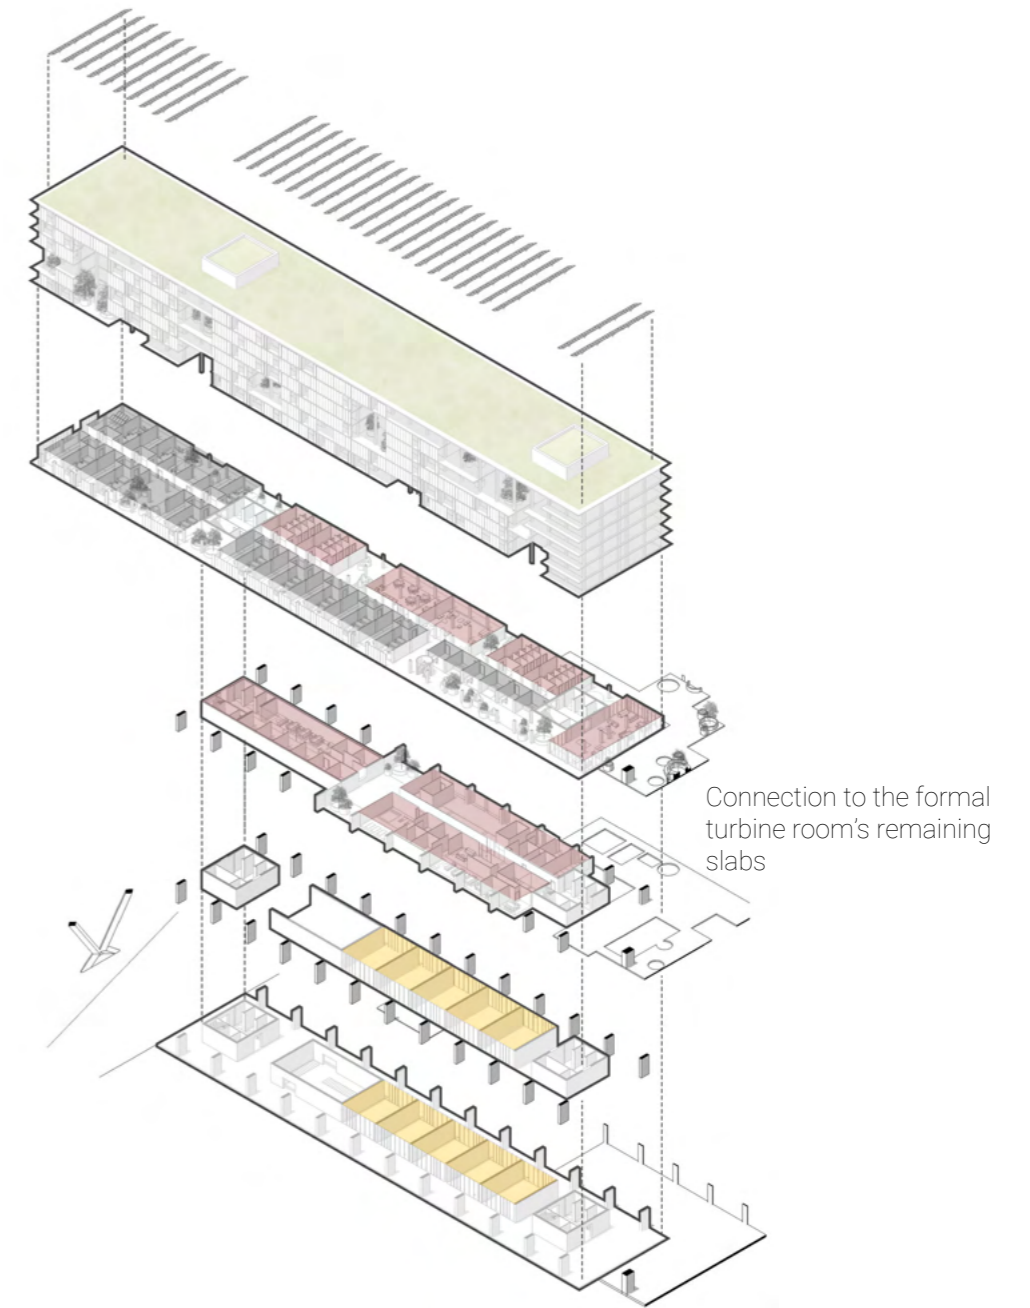 Connection to the formal
turbine room's remaining
slabs